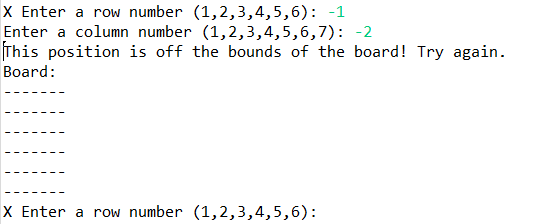 X Enter a row number (1,2,3,4,5,6): -1
Enter a column number (1,2,3,4,5,6,7): -2
This position is off the bounds of the board! Try again.
Board:
-------
-------
-------
-------
-------
-------
X Enter a row number (1,2,3,4,5,6):